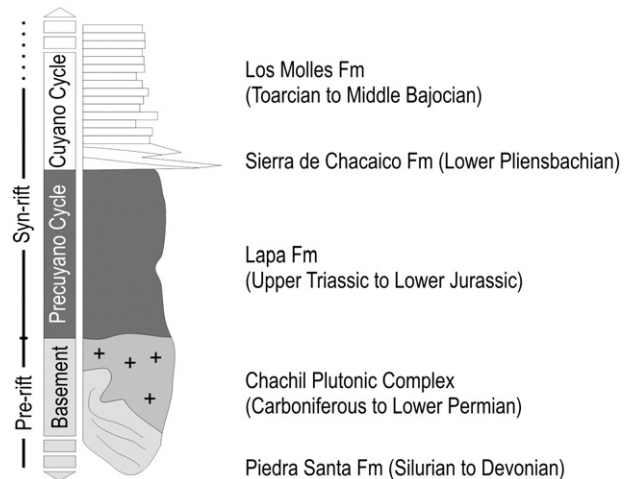 Los Molles Fm
(Toarcian to Middle Bajocian)
Sierra de Chacaico Fm (Lower Pliensbachian)
Lapa Fm
(Upper Triassic to Lower Jurassic)
Chachil Plutonic Complex
(Carboniferous to Lower Permian)
Piedra Santa Fm (Silurian to Devonian)
Syn-rift
Pre-rift
Cuyano Cycle
Precuyano Cycle
Basement